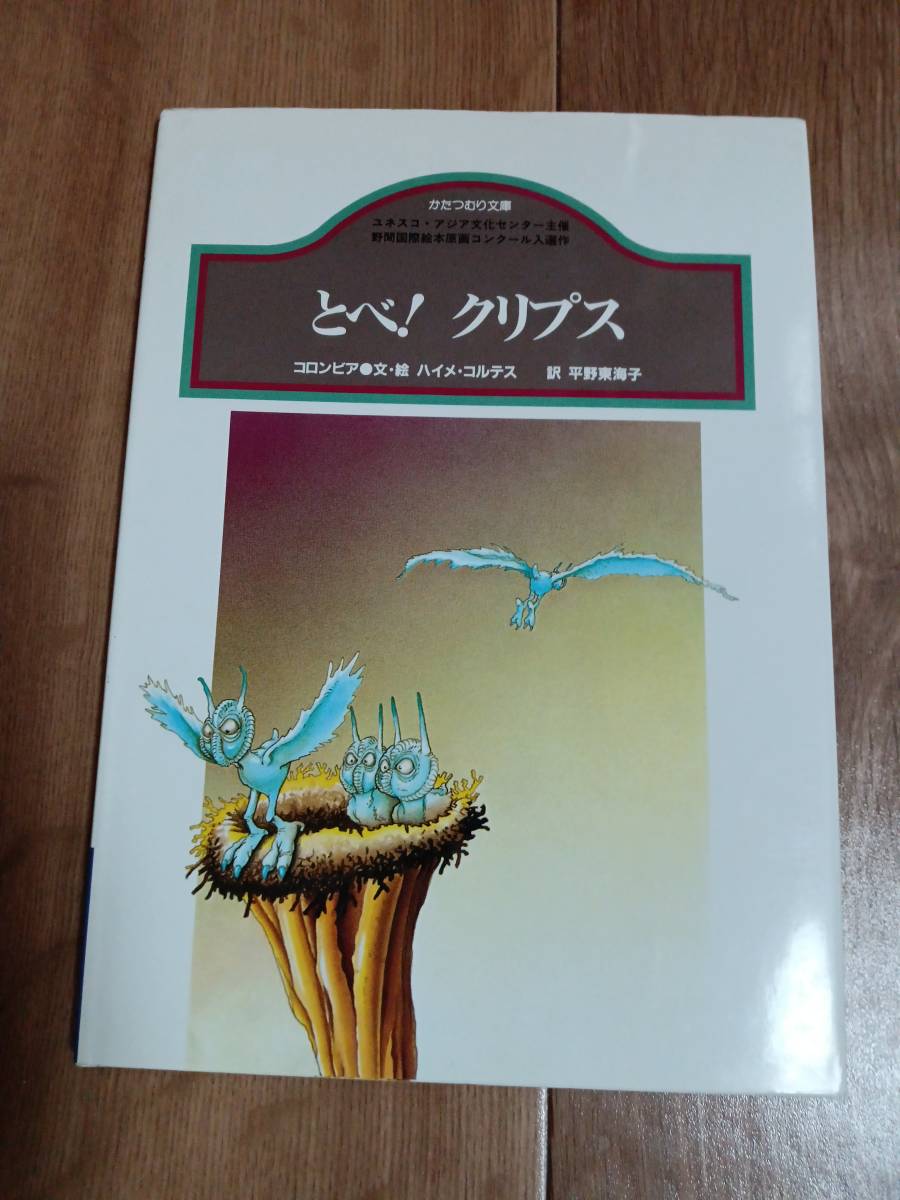 かたつむり文庫
ユネスコ・アジア文化センター主催
野間国際絵本原画コンクール入選作
とべ! クリプス
コロンビア●文・絵 ハイメ・コルテス 訳 平野東海子